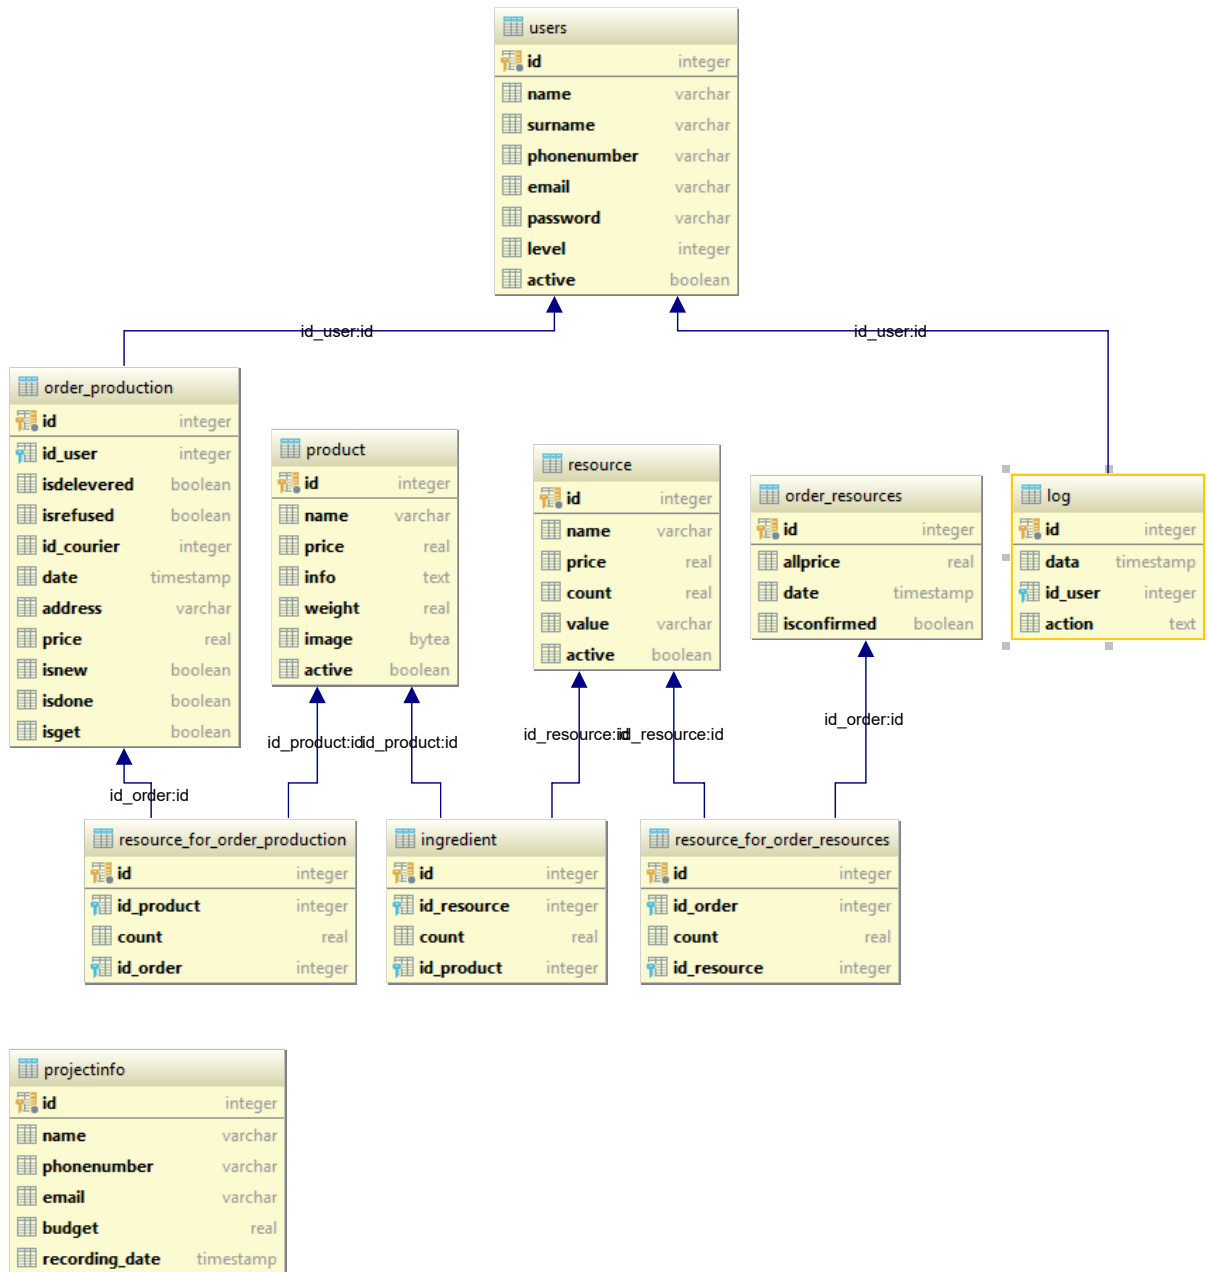 users
id integer
name varchar
surname varchar
phonenumber varchar
email varchar
password varchar
level integer
active boolean
id_user:id
id_user:id
order_production
id integer
id_user integer
isdelevered boolean
isrefused boolean
id_courier integer
date timestamp
address varchar
price real
isnew boolean
isdone boolean
isget boolean
product
id integer
name varchar
price real
info text
weight real
image bytea
active boolean
resource
id integer
name varchar
price real
count real
value varchar
active boolean
order_resources
id integer
allprice real
date timestamp
isconfirmed boolean
log
id integer
data timestamp
id_user integer
action text
id_product:id
id_product:id
id_resource:id
id_resource:id
id_order:id
id_order:id
resource_for_order_production
id integer
id_product integer
count real
id_order integer
ingredient
id integer
id_resource integer
count real
id_product integer
resource_for_order_resources
id integer
id_order integer
count real
id_resource integer
projectinfo
id integer
name varchar
phonenumber varchar
email varchar
budget real
recording_date timestamp